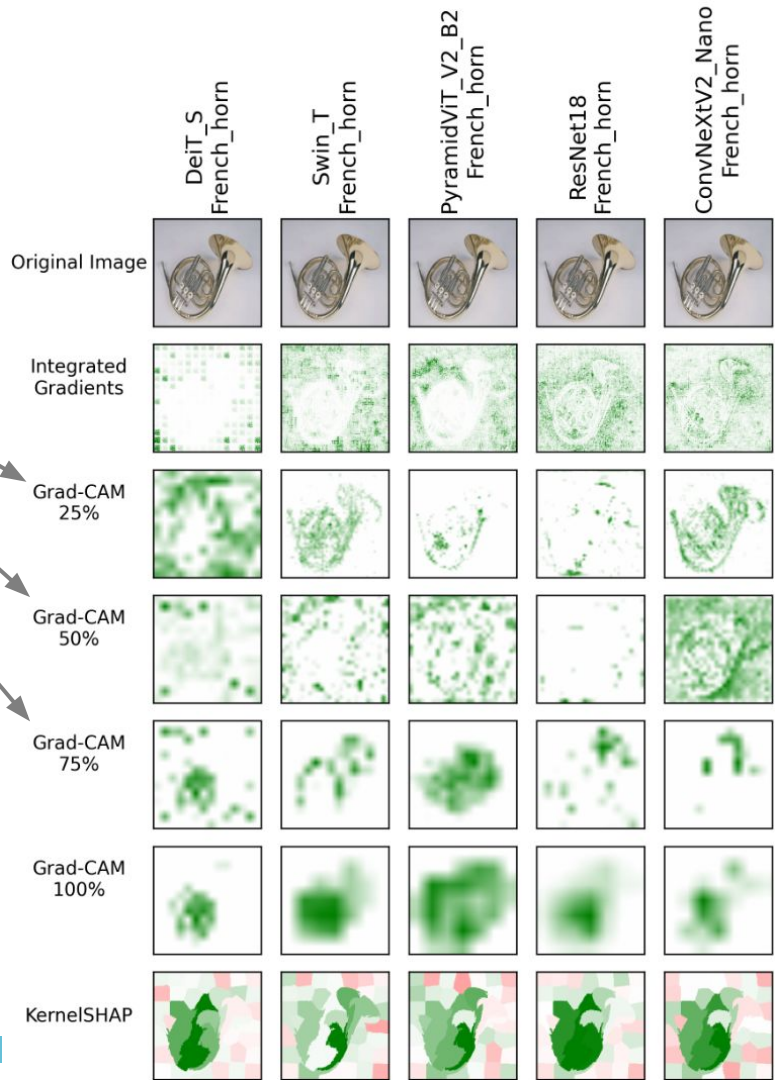 DeiT_S
French_horn
Swin_T
French_horn
PyramidViT_V2_B2
French_horn
ResNet18
French_horn
ConvNeXtV2_Nano
French_horn
Original Image
Integrated
Gradients
Grad-CAM
25%
Grad-CAM
50%
Grad-CAM
75%
Grad-CAM
100%
KernelSHAP